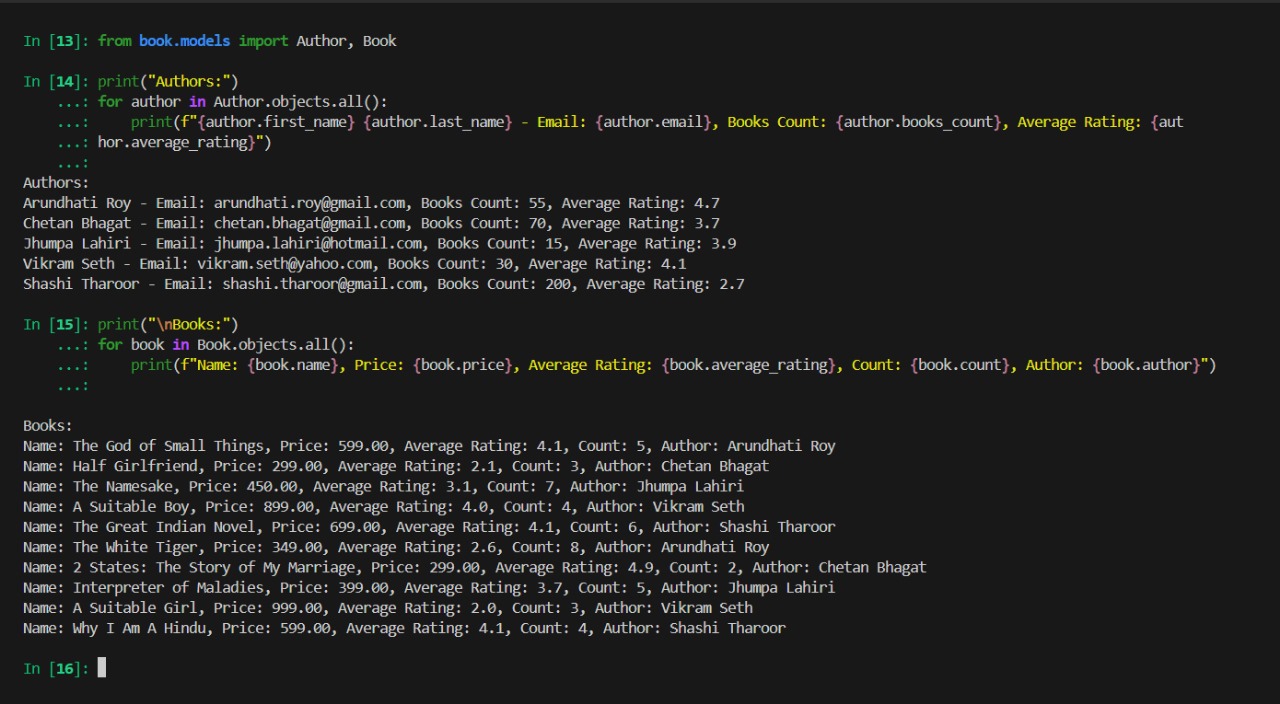 In [13]: from book.models import Author, Book
In [14]: print("Authors:")
    ...: for author in Author.objects.all():
    ...:     print(f"{author.first_name} {author.last_name} - Email: {author.email}, Books Count: {author.books_count}, Average Rating: {aut
    ...: hor.average_rating}")
    ...:
Authors:
Arundhati Roy - Email: arundhati.roy@gmail.com, Books Count: 55, Average Rating: 4.7
Chetan Bhagat - Email: chetan.bhagat@gmail.com, Books Count: 70, Average Rating: 3.7
Jhumpa Lahiri - Email: jhumpa.lahiri@hotmail.com, Books Count: 15, Average Rating: 3.9
Vikram Seth - Email: vikram.seth@yahoo.com, Books Count: 30, Average Rating: 4.1
Shashi Tharoor - Email: shashi.tharoor@gmail.com, Books Count: 200, Average Rating: 2.7
In [15]: print("\nBooks:")
    ...: for book in Book.objects.all():
    ...:     print(f"Name: {book.name}, Price: {book.price}, Average Rating: {book.average_rating}, Count: {book.count}, Author: {book.author}")
    ...:
Books:
Name: The God of Small Things, Price: 599.00, Average Rating: 4.1, Count: 5, Author: Arundhati Roy
Name: Half Girlfriend, Price: 299.00, Average Rating: 2.1, Count: 3, Author: Chetan Bhagat
Name: The Namesake, Price: 450.00, Average Rating: 3.1, Count: 7, Author: Jhumpa Lahiri
Name: A Suitable Boy, Price: 899.00, Average Rating: 4.0, Count: 4, Author: Vikram Seth
Name: The Great Indian Novel, Price: 699.00, Average Rating: 4.1, Count: 6, Author: Shashi Tharoor
Name: The White Tiger, Price: 349.00, Average Rating: 2.6, Count: 8, Author: Arundhati Roy
Name: 2 States: The Story of My Marriage, Price: 299.00, Average Rating: 4.9, Count: 2, Author: Chetan Bhagat
Name: Interpreter of Maladies, Price: 399.00, Average Rating: 3.7, Count: 5, Author: Jhumpa Lahiri
Name: A Suitable Girl, Price: 999.00, Average Rating: 2.0, Count: 3, Author: Vikram Seth
Name: Why I Am A Hindu, Price: 599.00, Average Rating: 4.1, Count: 4, Author: Shashi Tharoor
In [16]: